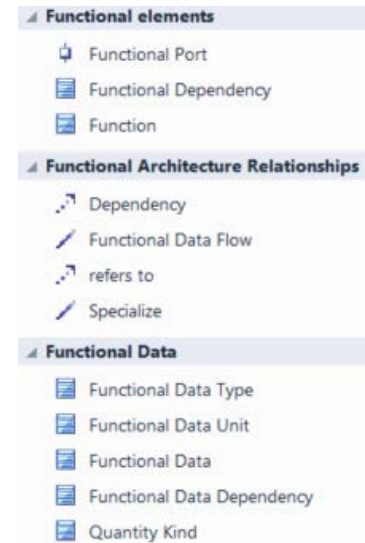 Functional elements
Functional Port
Functional Dependency
Function
Functional Architecture Relationships
Dependency
Functional Data Flow
refers to
Specialize
Functional Data
Functional Data Type
Functional Data Unit
Functional Data
Functional Data Dependency
Quantity Kind